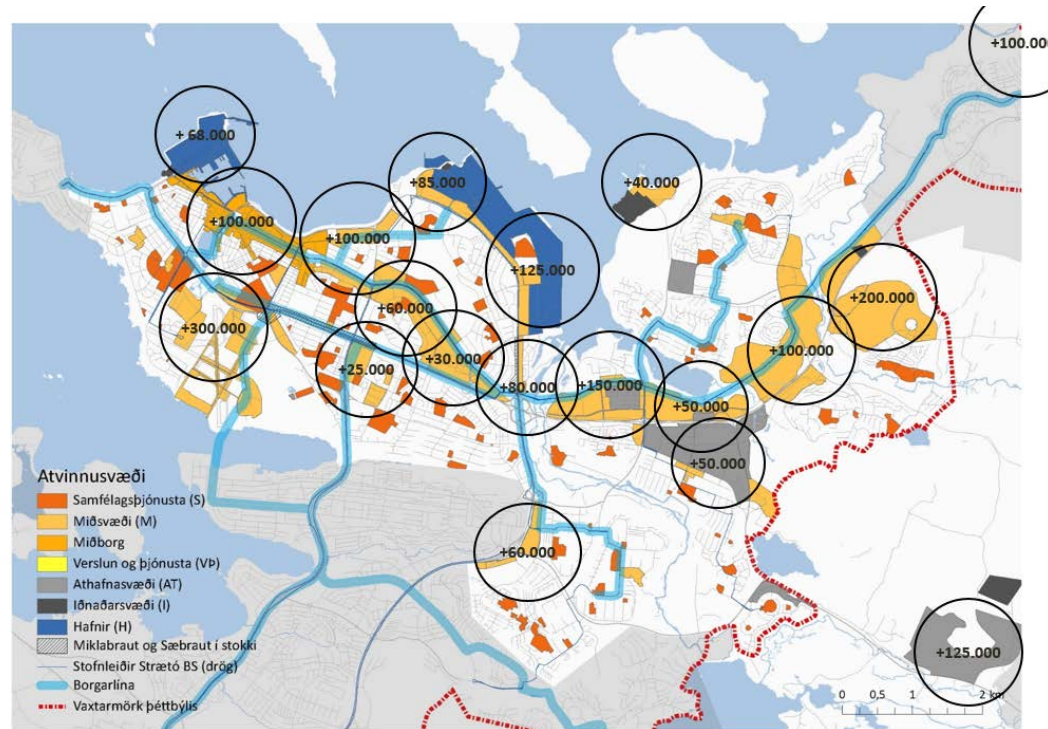 +100.000
+ 68.000
+85.000
+40.000
+100.000
+100.000
+125.000
+200.000
+60.000
+300.000
+30.000
+100.000
+25.000
+80.000
+150.000
+50.000
+50.000
+60.000
+125.000
Atvinnusvæði
Samfélagsþjónusta (S)
Miðsvæði (M)
Miðborg
Verslun og þjónusta (VÞ)
Athafnasvæði (AT)
Iðnaðarsvæði (I)
Hafnir (H)
Miklabraut og Sæbraut í stokki
Stofnleiðir Strætó BS (drög)
Borgarlína
Vaxtarmörk þéttbýlis
0 0,5 1 2 km